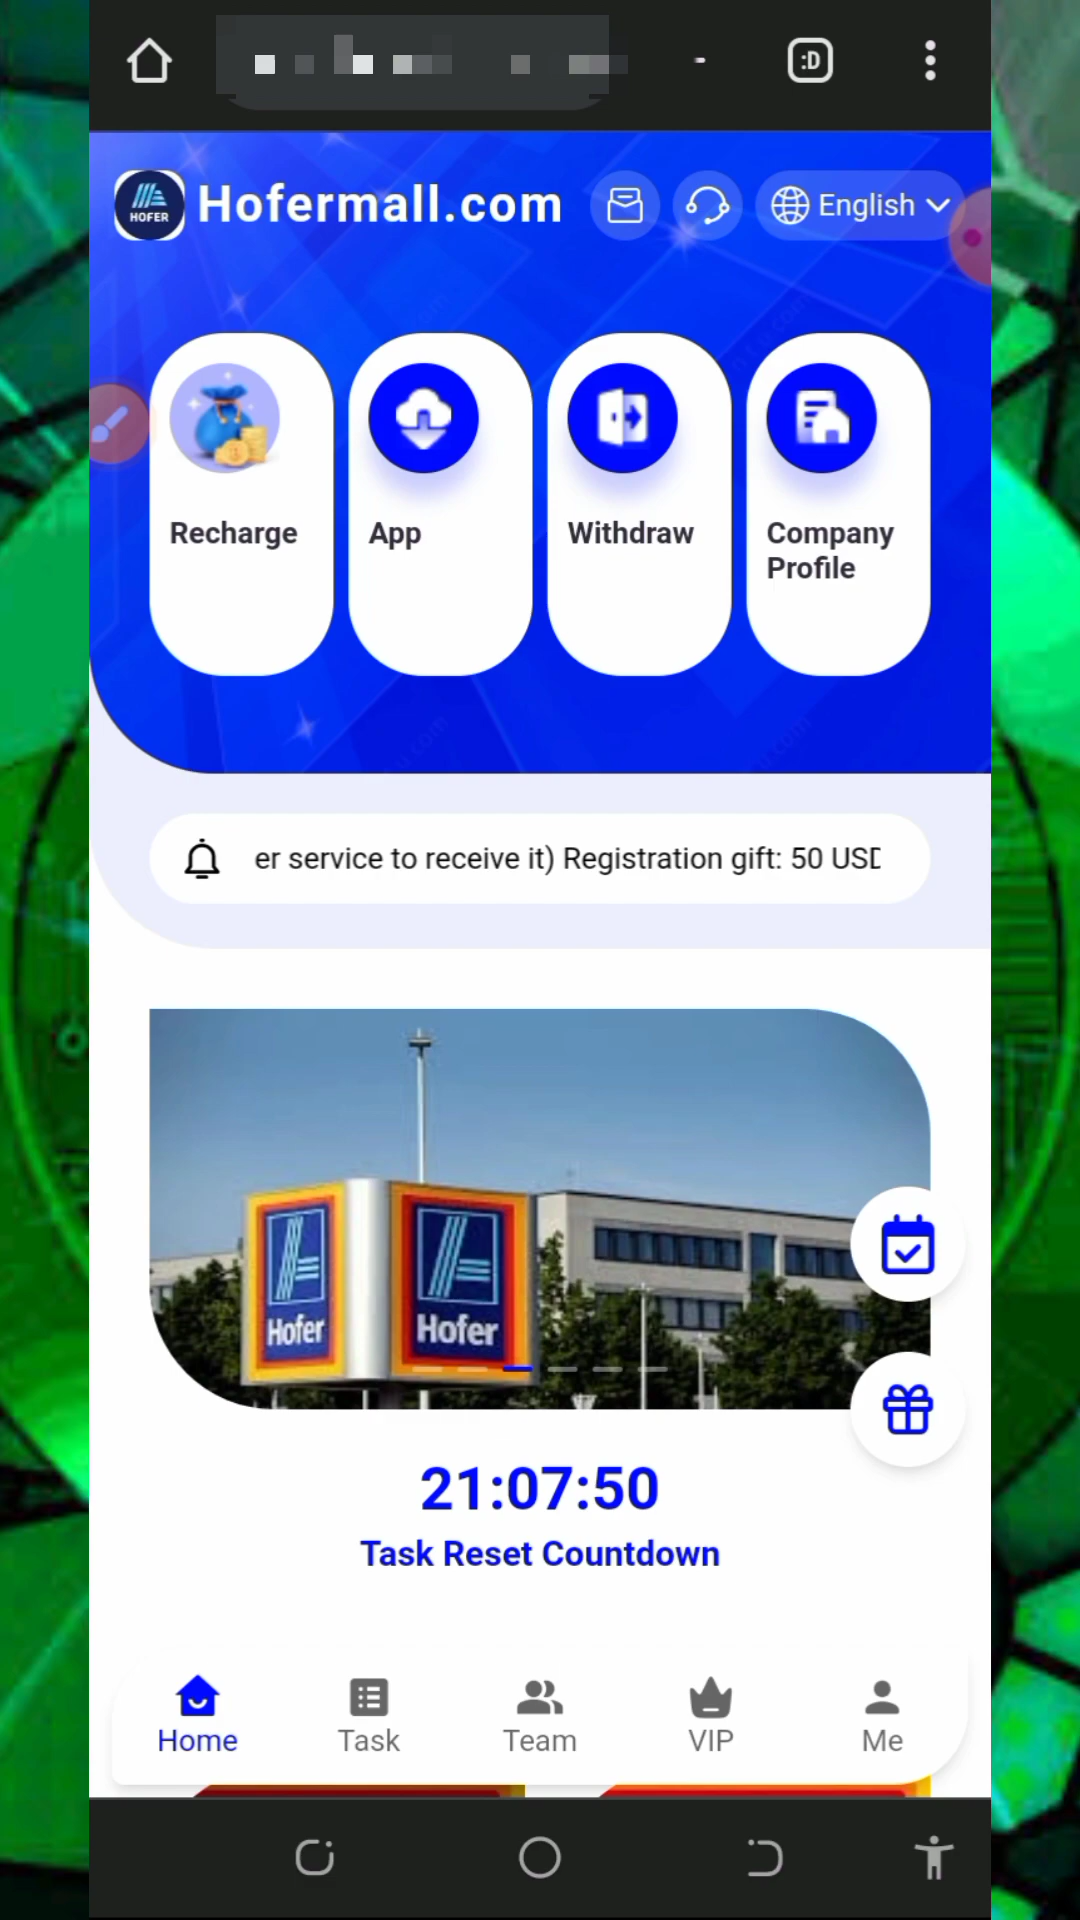 :D
HOFER
Hofermall.com
English
Recharge
App
Withdraw
Company
Profile
er service to receive it) Registration gift: 50 USD
Hofer
Hofer
21:07:50
Task Reset Countdown
Home
Task
Team
VIP
Me